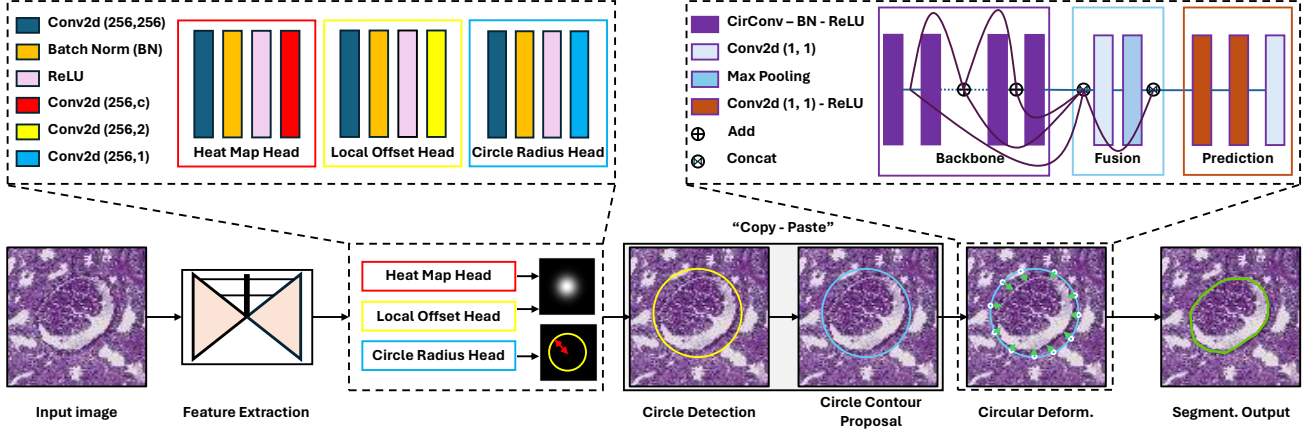 Conv2d (256,256)
Batch Norm (BN)
ReLU
Conv2d (256,c)
Conv2d (256,2)
Conv2d (256,1)
Heat Map Head
Local Offset Head
Circle Radius Head
CirConv – BN - ReLU
Conv2d (1, 1)
Max Pooling
Conv2d (1, 1) - ReLU
Add
Concat
Backbone
Fusion
Prediction
“Copy - Paste”
Heat Map Head
Local Offset Head
Circle Radius Head
Input image
Feature Extraction
Circle Detection
Circle Contour
Proposal
Circular Deform.
Segment. Output